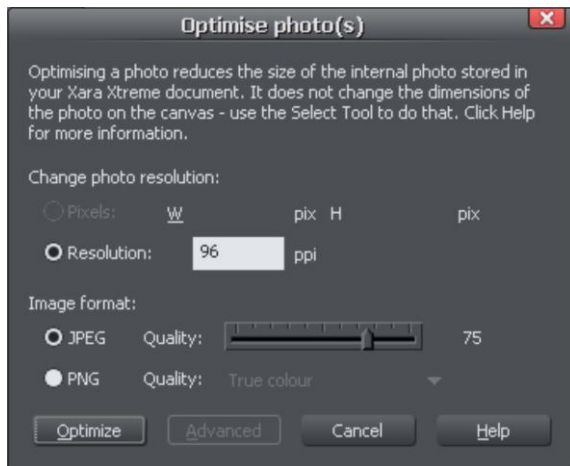 Optimise photo(s)
Optimising a photo reduces the size of the internal photo stored in
your Xara Xtreme document. It does not change the dimensions of
the photo on the canvas - use the Select Tool to do that. Click Help
for more information.
Change photo resolution:
Pixels: W pix H pix
Resolution: 96 ppi
Image format:
JPEG Quality: 75
PNG Quality: True colour
Optimize Advanced Cancel Help